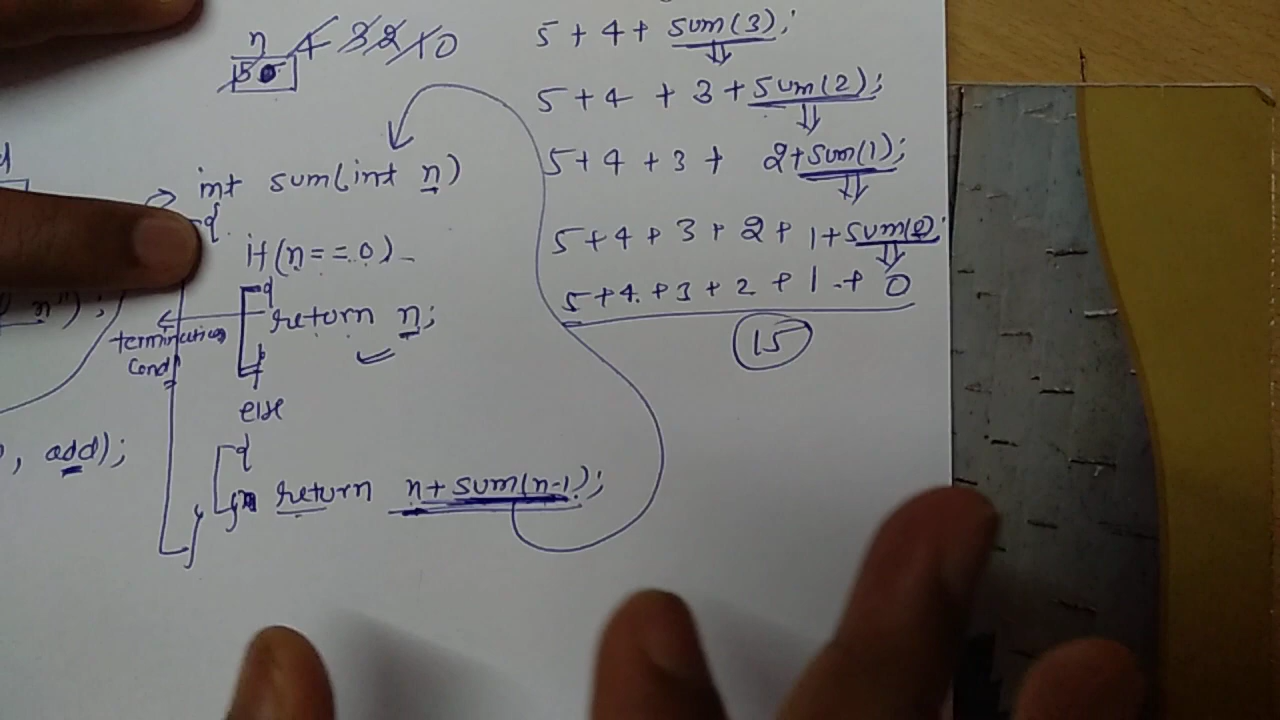 n
5 4 3 2 1 0
int sum(int n)
{
if(n==0)
{
return n;
}
termination
cond
else
{
return n+sum(n-1);
}
}
n");
, add);
5+4+sum(3);
5+4+3+sum(2);
5+4+3+2+sum(1);
5+4+3+2+1+sum(0);
5+4+3+2+1+0
15